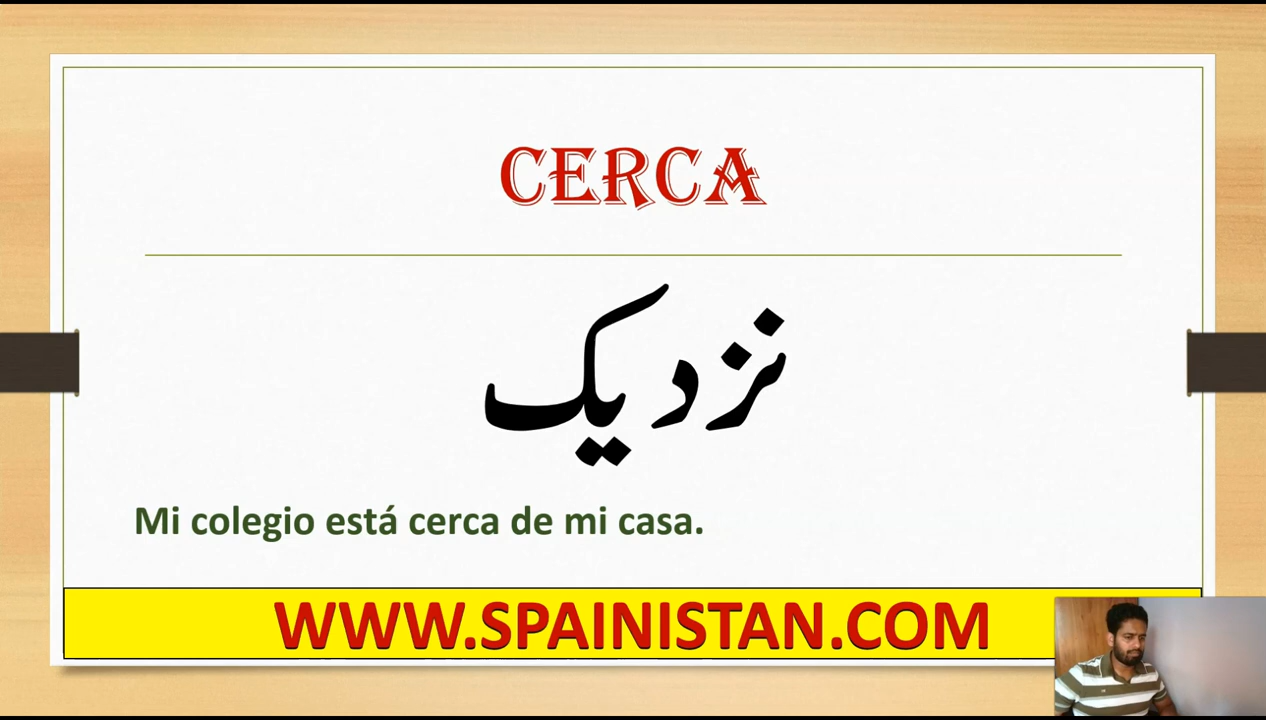 CERCA
نزدیک
Mi colegio está cerca de mi casa.
WWW.SPAINISTAN.COM